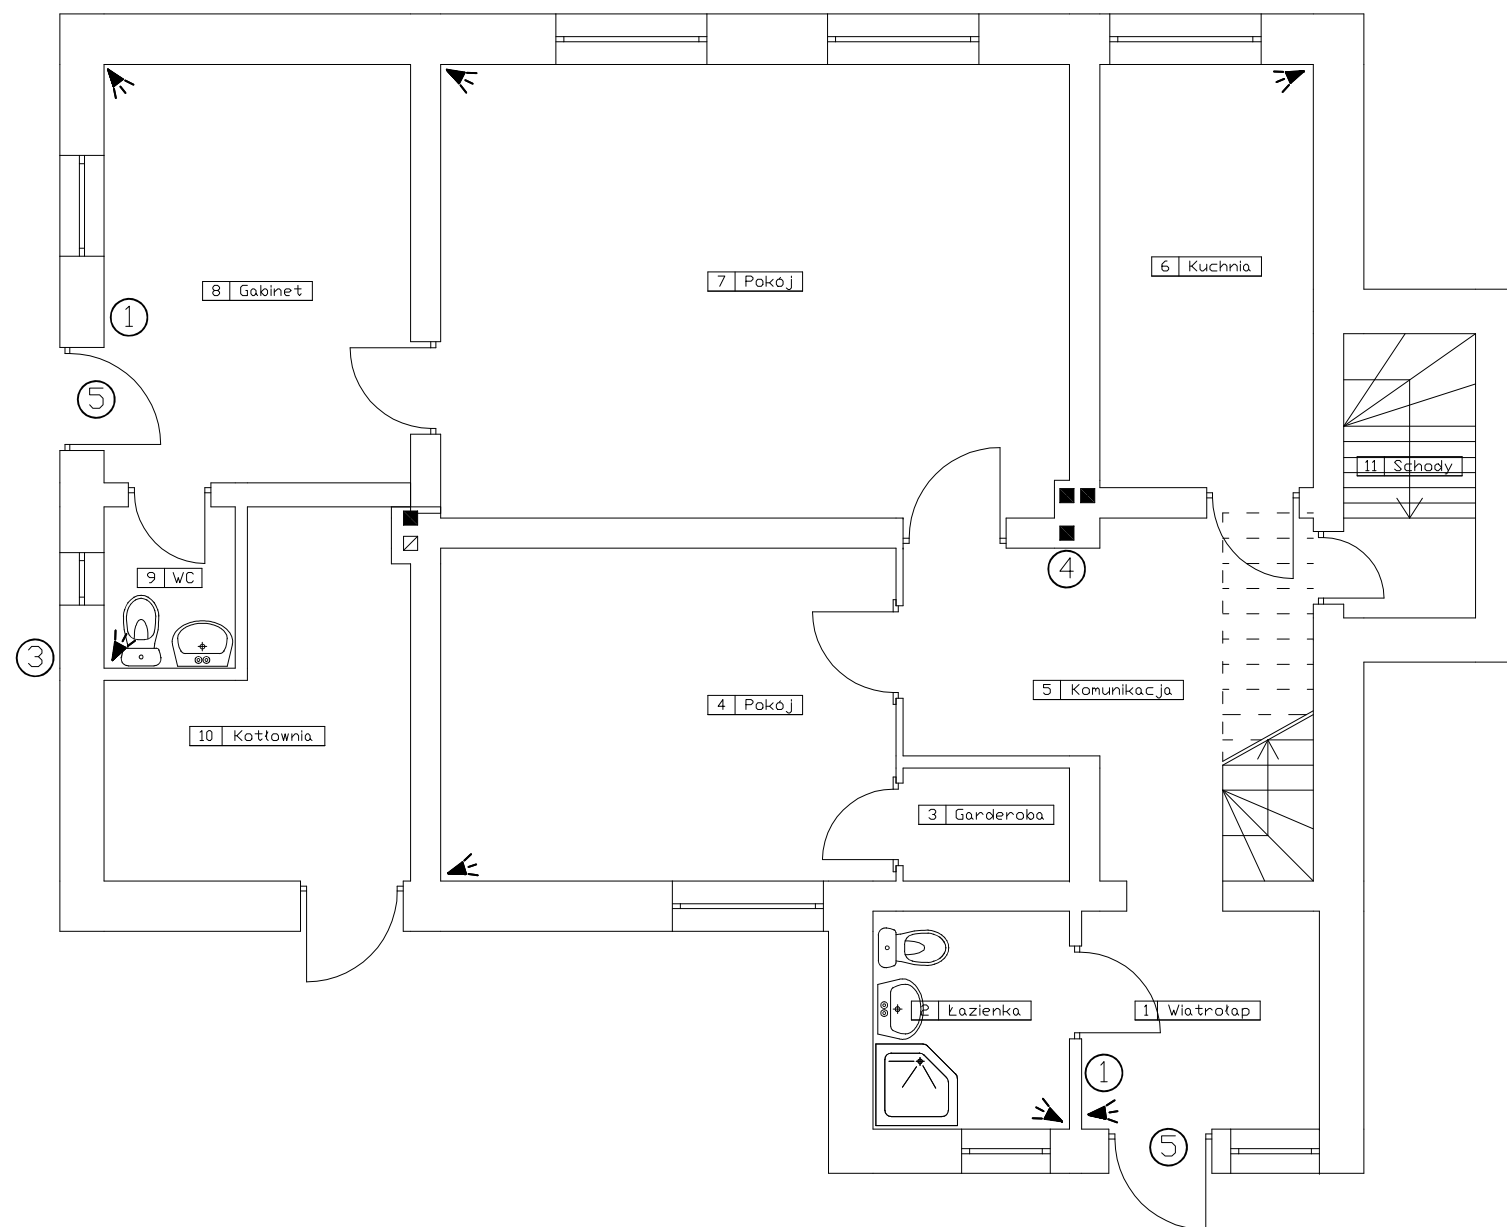 6 Kuchnia
7 Pokój
8 Gabinet
1
5
11 Schody
4
9 WC
3
5 Komunikacja
4 Pokój
10 Kotłownia
3 Garderoba
2 Łazienka
1 Wiatrołap
1
5